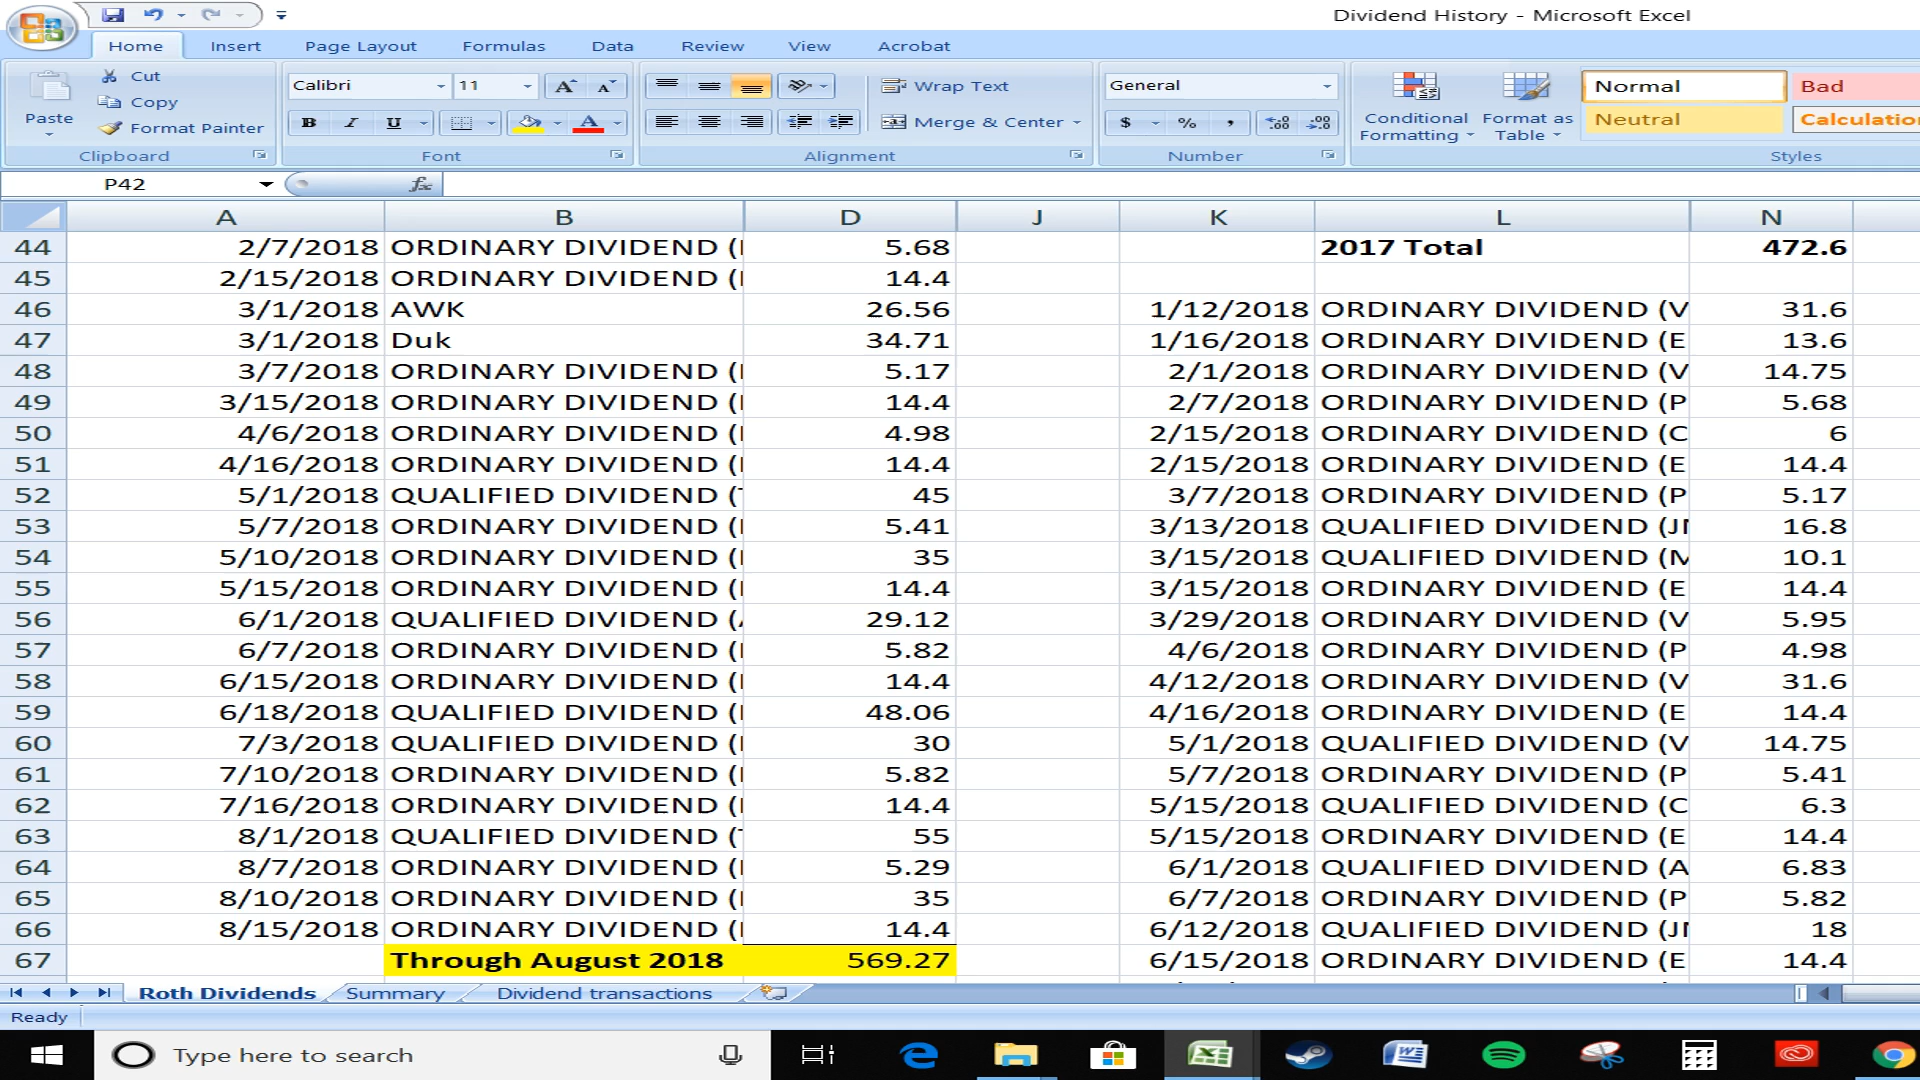 Dividend History - Microsoft Excel
Home Insert Page Layout Formulas Data Review View Acrobat
Cut
Copy
Format Painter
Paste
Clipboard
Calibri 11
B I U
Font
Wrap Text
Merge & Center
Alignment
General
$ % ,
Number
Conditional Formatting
Format as Table
Normal Bad
Neutral Calculation
Styles
P42 fx
A B D J K L N
44 2/7/2018 ORDINARY DIVIDEND ( 5.68 2017 Total 472.6
45 2/15/2018 ORDINARY DIVIDEND ( 14.4
46 3/1/2018 AWK 26.56 1/12/2018 ORDINARY DIVIDEND (V 31.6
47 3/1/2018 Duk 34.71 1/16/2018 ORDINARY DIVIDEND (E 13.6
48 3/7/2018 ORDINARY DIVIDEND ( 5.17 2/1/2018 ORDINARY DIVIDEND (V 14.75
49 3/15/2018 ORDINARY DIVIDEND ( 14.4 2/7/2018 ORDINARY DIVIDEND (P 5.68
50 4/6/2018 ORDINARY DIVIDEND ( 4.98 2/15/2018 ORDINARY DIVIDEND (C 6
51 4/16/2018 ORDINARY DIVIDEND ( 14.4 2/15/2018 ORDINARY DIVIDEND (E 14.4
52 5/1/2018 QUALIFIED DIVIDEND ( 45 3/7/2018 ORDINARY DIVIDEND (P 5.17
53 5/7/2018 ORDINARY DIVIDEND ( 5.41 3/13/2018 QUALIFIED DIVIDEND (J 16.8
54 5/10/2018 ORDINARY DIVIDEND ( 35 3/15/2018 QUALIFIED DIVIDEND (M 10.1
55 5/15/2018 ORDINARY DIVIDEND ( 14.4 3/15/2018 ORDINARY DIVIDEND (E 14.4
56 6/1/2018 QUALIFIED DIVIDEND ( 29.12 3/29/2018 ORDINARY DIVIDEND (V 5.95
57 6/7/2018 ORDINARY DIVIDEND ( 5.82 4/6/2018 ORDINARY DIVIDEND (P 4.98
58 6/15/2018 ORDINARY DIVIDEND ( 14.4 4/12/2018 ORDINARY DIVIDEND (V 31.6
59 6/18/2018 QUALIFIED DIVIDEND ( 48.06 4/16/2018 ORDINARY DIVIDEND (E 14.4
60 7/3/2018 QUALIFIED DIVIDEND ( 30 5/1/2018 QUALIFIED DIVIDEND (V 14.75
61 7/10/2018 ORDINARY DIVIDEND ( 5.82 5/7/2018 ORDINARY DIVIDEND (P 5.41
62 7/16/2018 ORDINARY DIVIDEND ( 14.4 5/15/2018 QUALIFIED DIVIDEND (C 6.3
63 8/1/2018 QUALIFIED DIVIDEND ( 55 5/15/2018 ORDINARY DIVIDEND (E 14.4
64 8/7/2018 ORDINARY DIVIDEND ( 5.29 6/1/2018 QUALIFIED DIVIDEND (A 6.83
65 8/10/2018 ORDINARY DIVIDEND ( 35 6/7/2018 ORDINARY DIVIDEND (P 5.82
66 8/15/2018 ORDINARY DIVIDEND ( 14.4 6/12/2018 QUALIFIED DIVIDEND (J 18
67 Through August 2018 569.27 6/15/2018 ORDINARY DIVIDEND (E 14.4
Roth Dividends Summary Dividend transactions
Ready
Type here to search